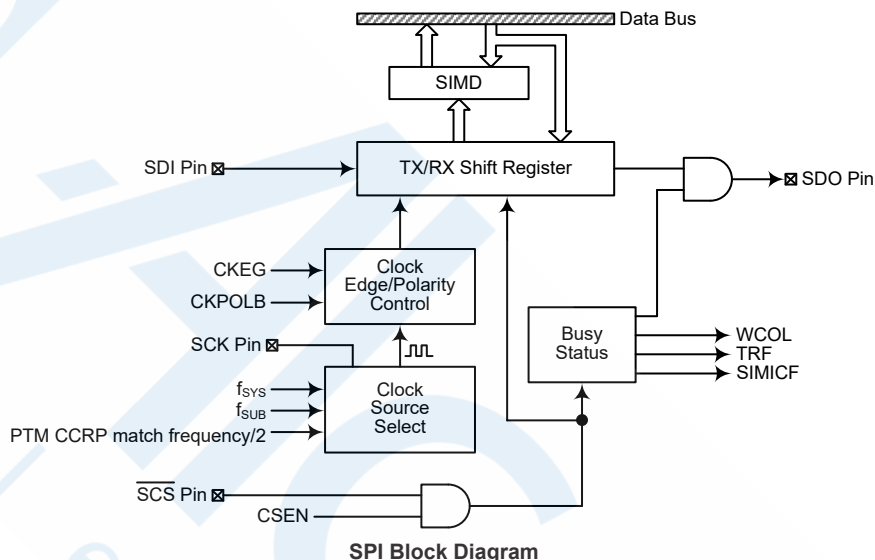 Data Bus
SIMD
SDI Pin
TX/RX Shift Register
SDO Pin
CKEG
CKPOLB
Clock
Edge/Polarity
Control
SCK Pin
Busy
Status
WCOL
TRF
SIMICF
fSYS
fSUB
PTM CCRP match frequency/2
Clock
Source
Select
SCS Pin
CSEN
SPI Block Diagram